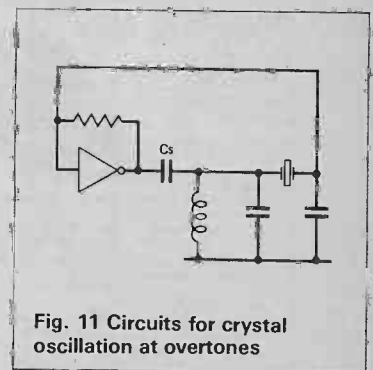 Cs
Fig. 11 Circuits for crystal
oscillation at overtones